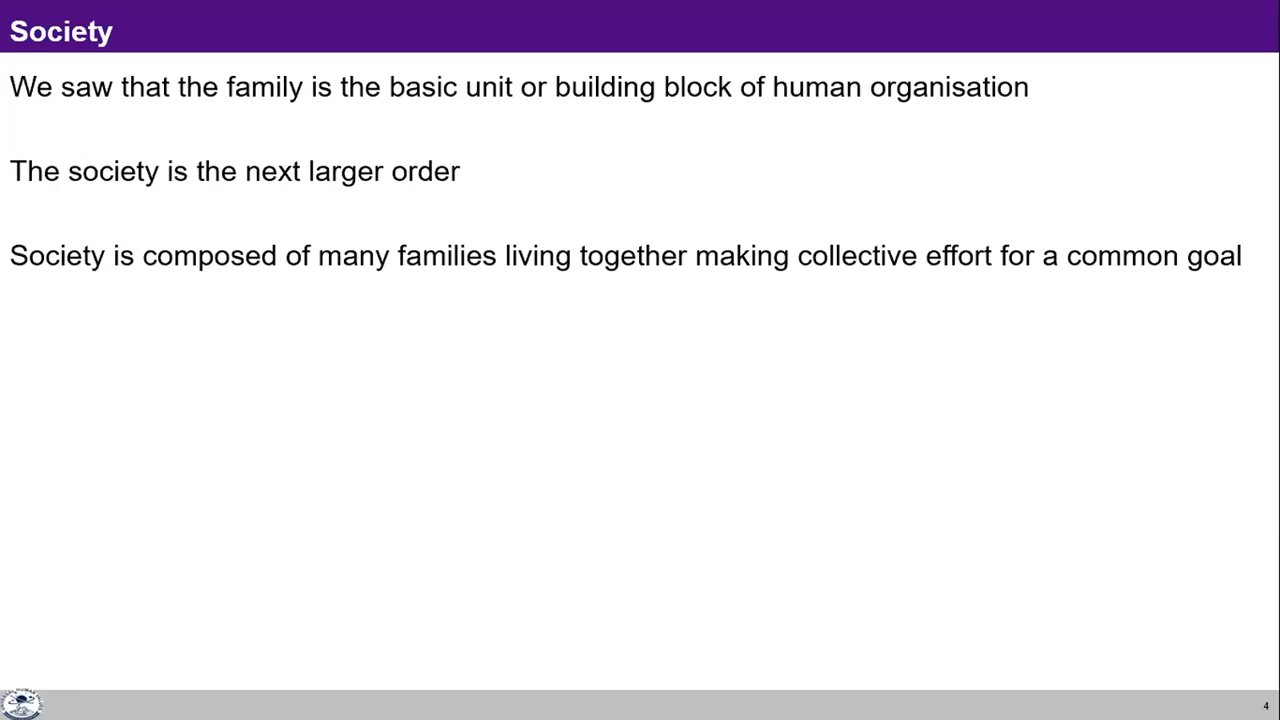 Society
We saw that the family is the basic unit or building block of human organisation
The society is the next larger order
Society is composed of many families living together making collective effort for a common goal
4